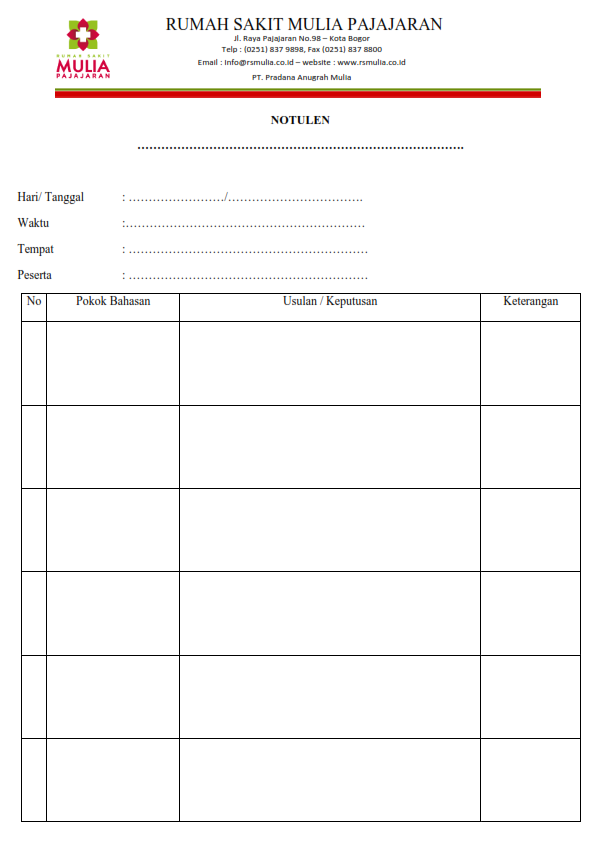 RUMAH SAKIT MULIA PAJAJARAN
Jl. Raya Pajajaran No.98 – Kota Bogor
Telp : (0251) 837 9898, Fax (0251) 837 8800
Email : Info@rsmulia.co.id – website : www.rsmulia.co.id
PT. Pradana Anugrah Mulia
RUMAH SAKIT
MULIA
PAJAJARAN
NOTULEN
…………………………………….………………………………….
Hari/ Tanggal : ……………………/…………………………….
Waktu :……………………………………………………
Tempat : ……………………………………………………
Peserta : ……………………………………………………
No Pokok Bahasan Usulan / Keputusan Keterangan